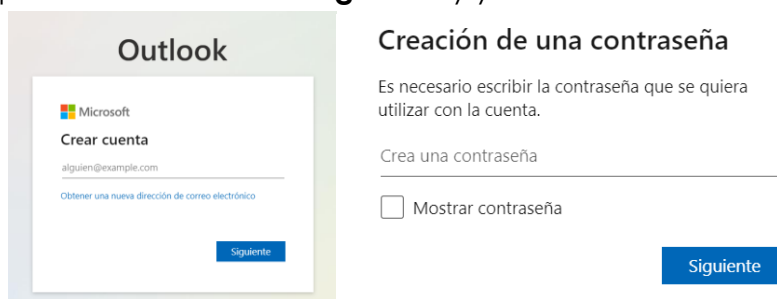 Outlook
Microsoft
Crear cuenta
alguien@example.com
Obtener una nueva dirección de correo electrónico
Siguiente
Creación de una contraseña
Es necesario escribir la contraseña que se quiera
utilizar con la cuenta.
Crea una contraseña
Mostrar contraseña
Siguiente